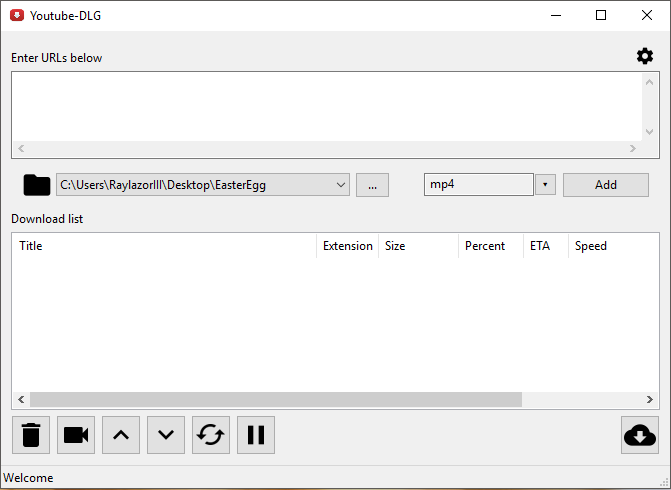 Youtube-DLG
Enter URLs below
C:\Users\RaylazorIII\Desktop\EasterEgg
...
mp4
Add
Download list
Title Extension Size Percent ETA Speed
Welcome